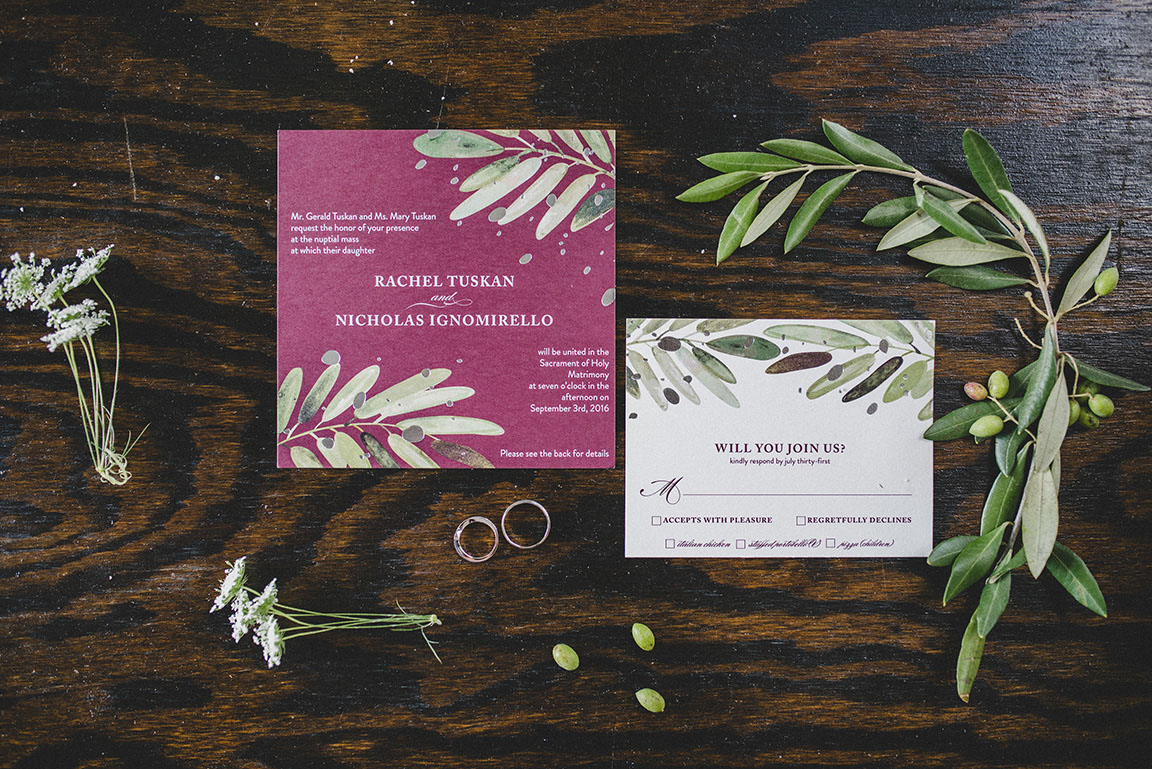 Mr. Gerald Tuskan and Ms. Mary Tuskan
request the honor of your presence
at the nuptial mass
at which their daughter
RACHEL TUSKAN
and
NICHOLAS IGNOMIRELLO
will be united in the
Sacrament of Holy
Matrimony
at seven o'clock in the
afternoon on
September 3rd, 2016
Please see the back for details
WILL YOU JOIN US?
kindly respond by july thirty-first
M
ACCEPTS WITH PLEASURE REGRETFULLY DECLINES
italian chicken stuffed portobello pizza (children)